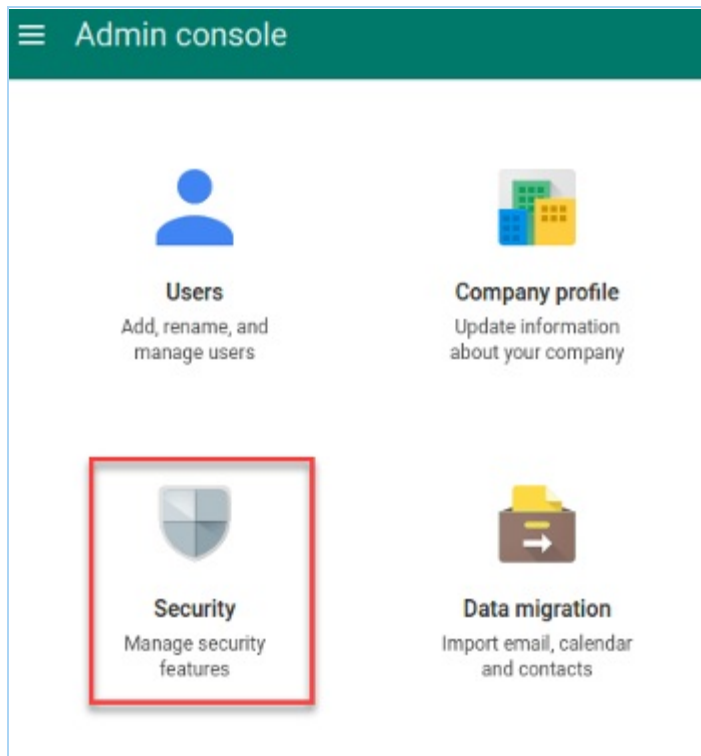 Admin console
Users
Add, rename, and
manage users
Company profile
Update information
about your company
Security
Manage security
features
Data migration
Import email, calendar
and contacts